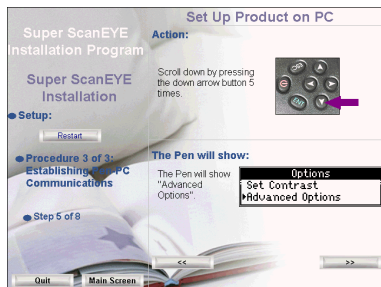 Set Up Product on PC
Super ScanEYE
Installation Program
Action:
Super ScanEYE
Installation
Scroll down by pressing
the down arrow button 5
times.
ENT
Setup:
Restart
Procedure 3 of 3:
Establishing Pen-PC
Communications
The Pen will show:
The Pen will show
"Advanced
Options".
Options
Set Contrast
Advanced Options
Step 5 of 8
<<
>>
Quit
Main Screen